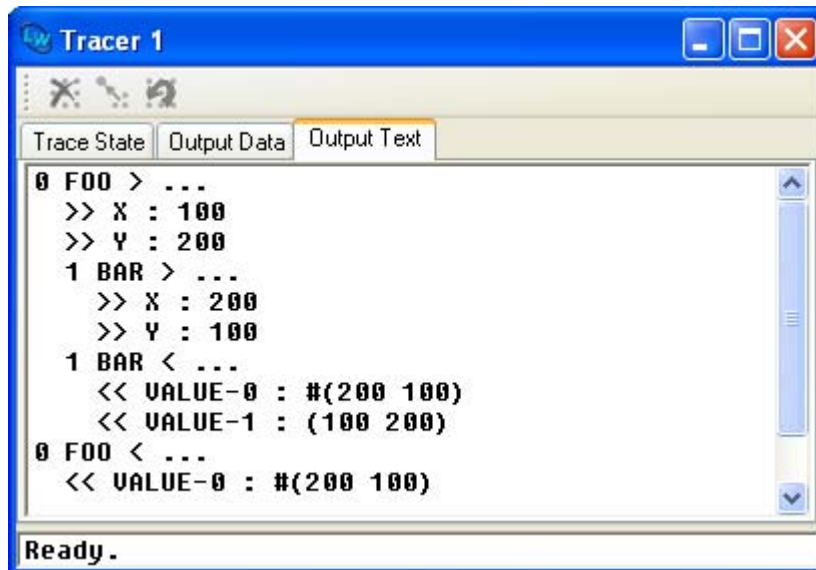 Tracer 1
Trace State Output Data Output Text
0 FOO > ...
>> X : 100
>> Y : 200
1 BAR > ...
>> X : 200
>> Y : 100
1 BAR < ...
<< VALUE-0 : #(200 100)
<< VALUE-1 : (100 200)
0 FOO < ...
<< VALUE-0 : #(200 100)
Ready.